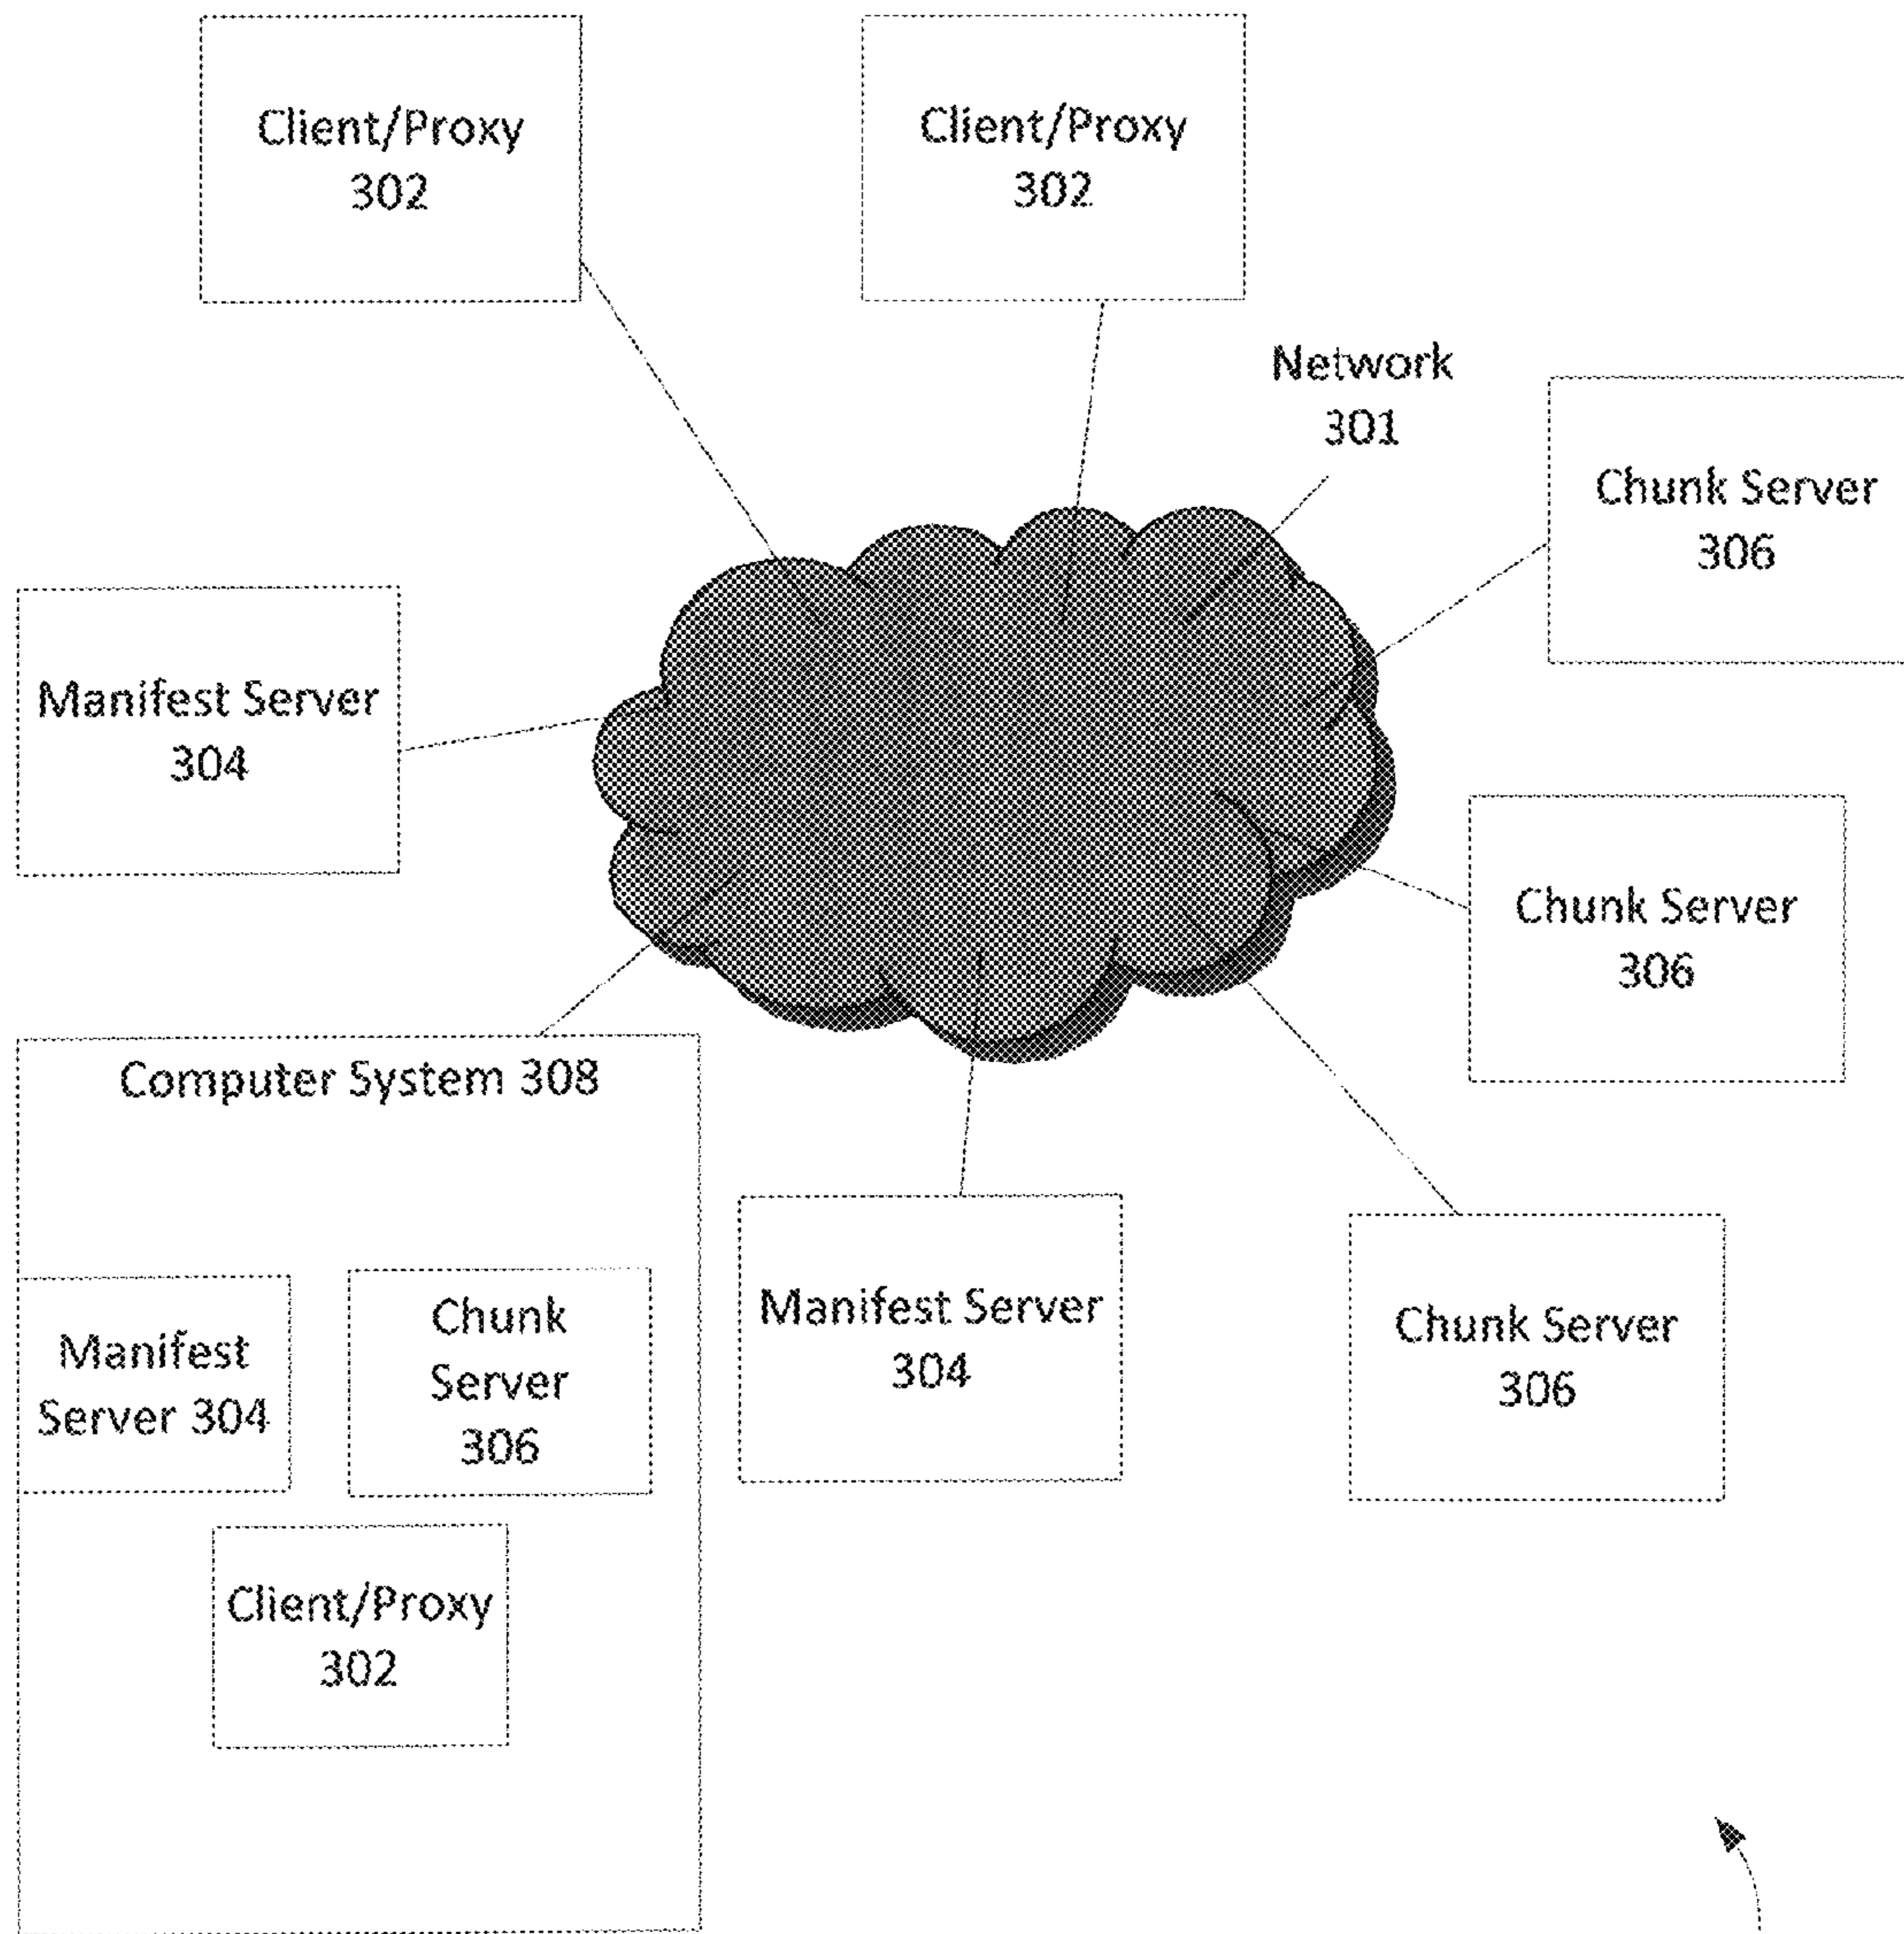 Client/Proxy
302
Client/Proxy
302
Network
301
Chunk Server
306
Manifest Server
304
Chunk Server
306
Computer System 308
Manifest
Server 304
Chunk
Server
306
Client/Proxy
302
Manifest Server
304
Chunk Server
306